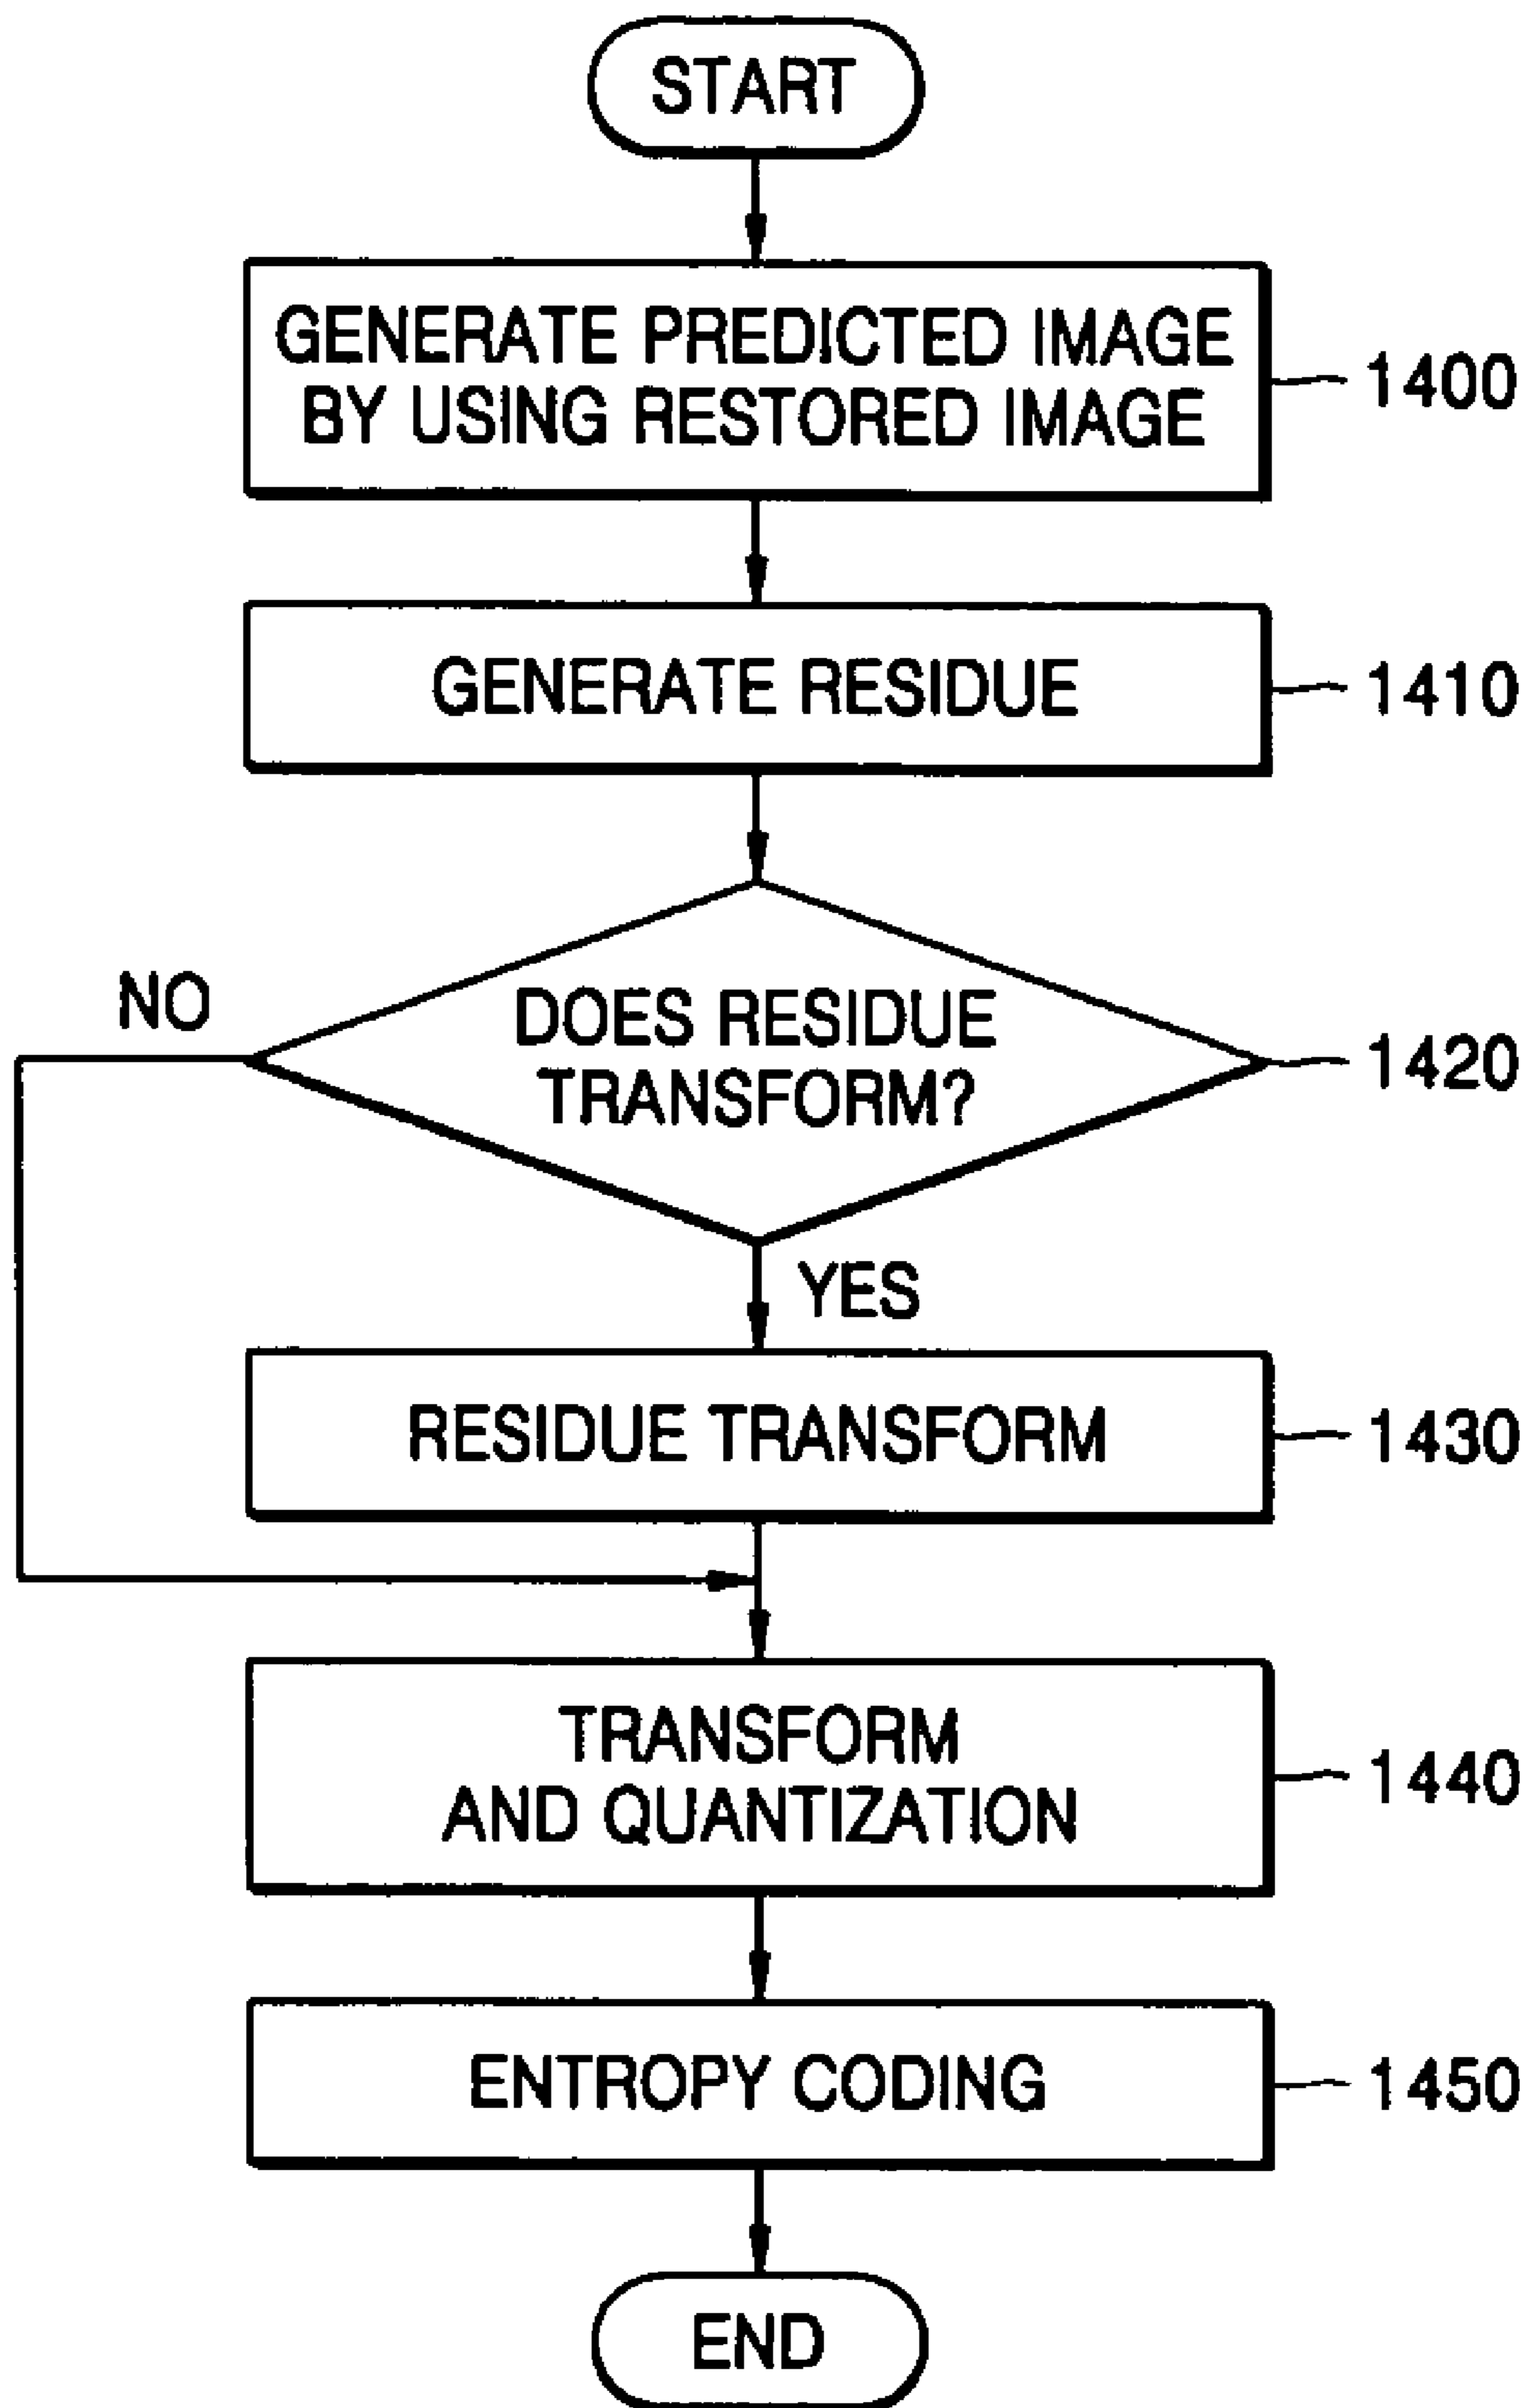 START
GENERATE PREDICTED IMAGE
BY USING RESTORED IMAGE
1400
GENERATE RESIDUE
1410
NO
DOES RESIDUE
TRANSFORM?
1420
YES
RESIDUE TRANSFORM
1430
TRANSFORM
AND QUANTIZATION
1440
ENTROPY CODING
1450
END